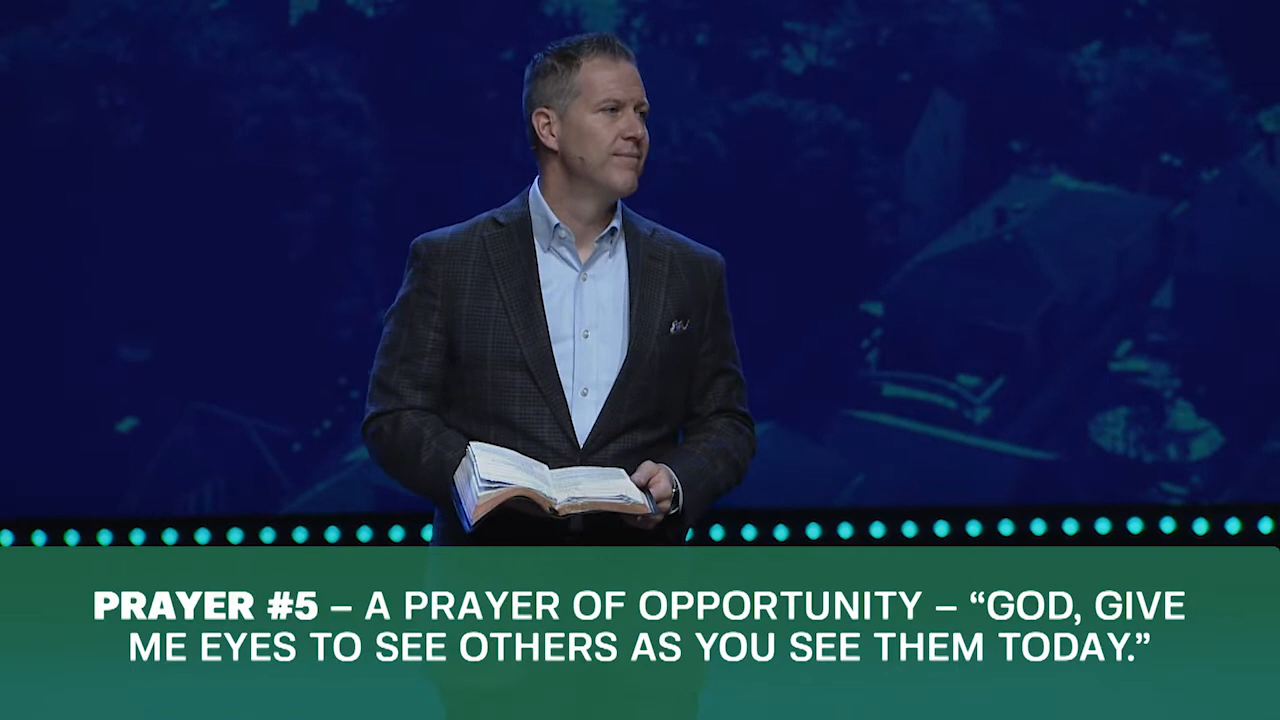 PRAYER #5 – A PRAYER OF OPPORTUNITY – “GOD, GIVE
ME EYES TO SEE OTHERS AS YOU SEE THEM TODAY.”